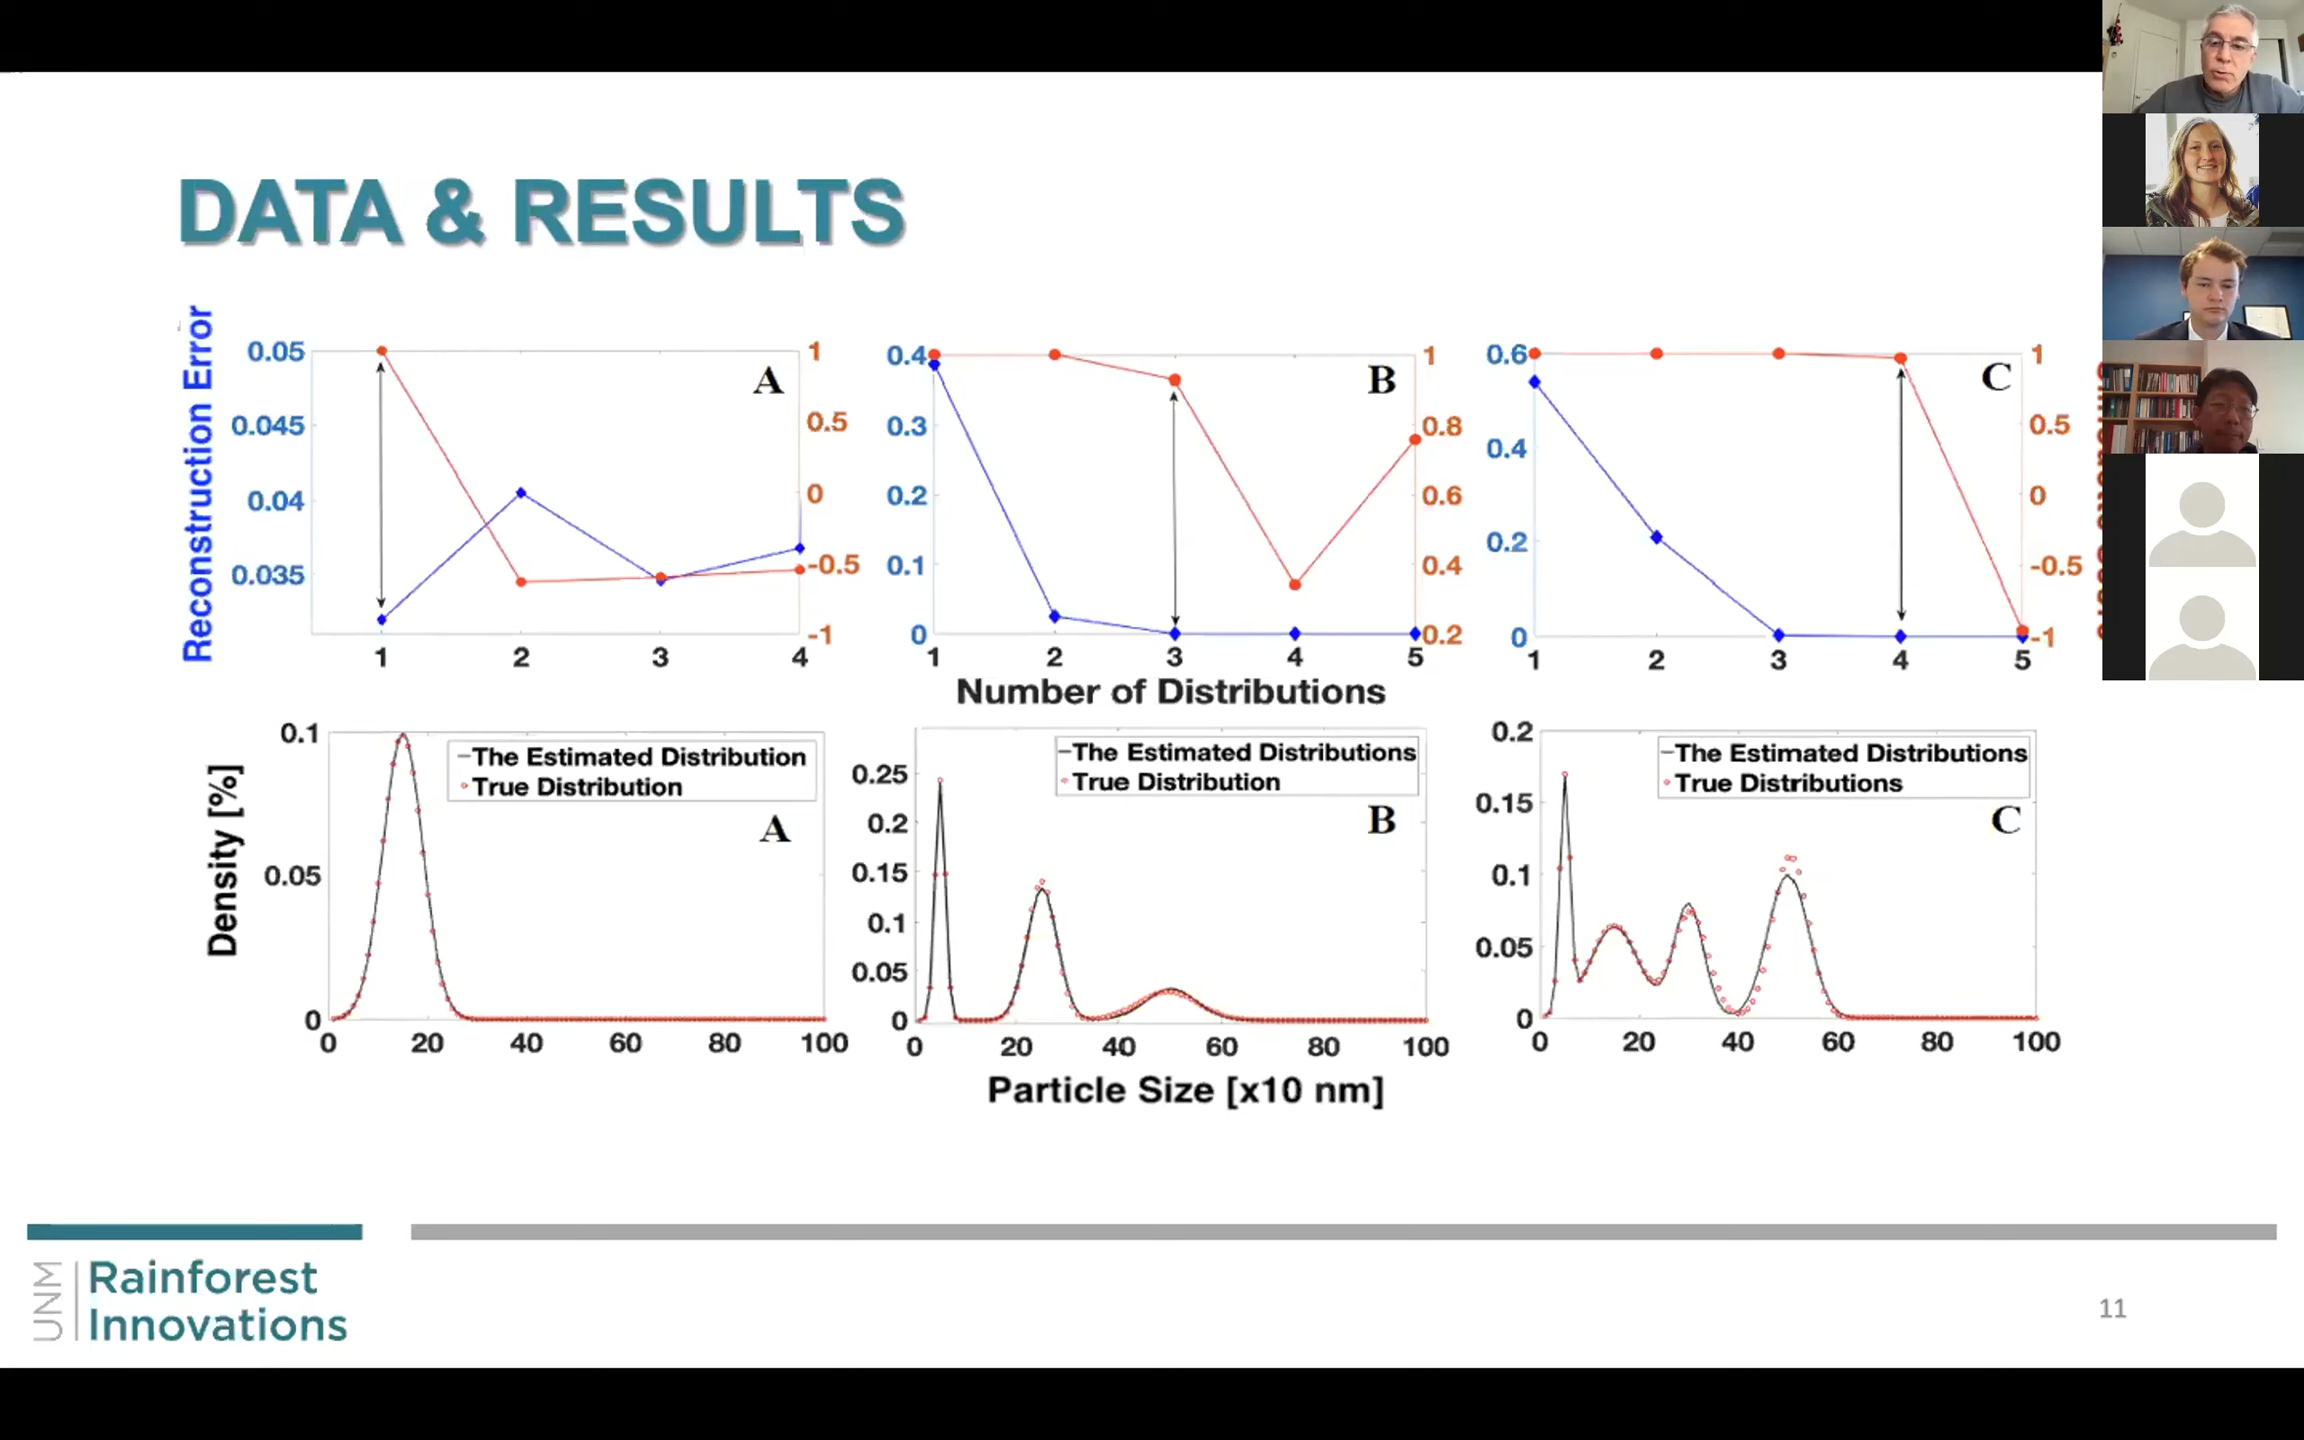 DATA & RESULTS
Reconstruction Error
0.05
0.045
0.04
0.035
1
0.5
0
-0.5
-1
A
1 2 3 4
0.4
0.3
0.2
0.1
0
1
0.8
0.6
0.4
0.2
B
1 2 3 4 5
0.6
0.4
0.2
0
1
0.5
0
-0.5
-1
C
1 2 3 4 5
Number of Distributions
Density [%]
0.1
0.05
0
The Estimated Distribution
True Distribution
A
0 20 40 60 80 100
0.25
0.2
0.15
0.1
0.05
0
The Estimated Distributions
True Distribution
B
0 20 40 60 80 100
0.2
0.15
0.1
0.05
0
The Estimated Distributions
True Distributions
C
0 20 40 60 80 100
Particle Size [x10 nm]
UNM
Rainforest
Innovations
11